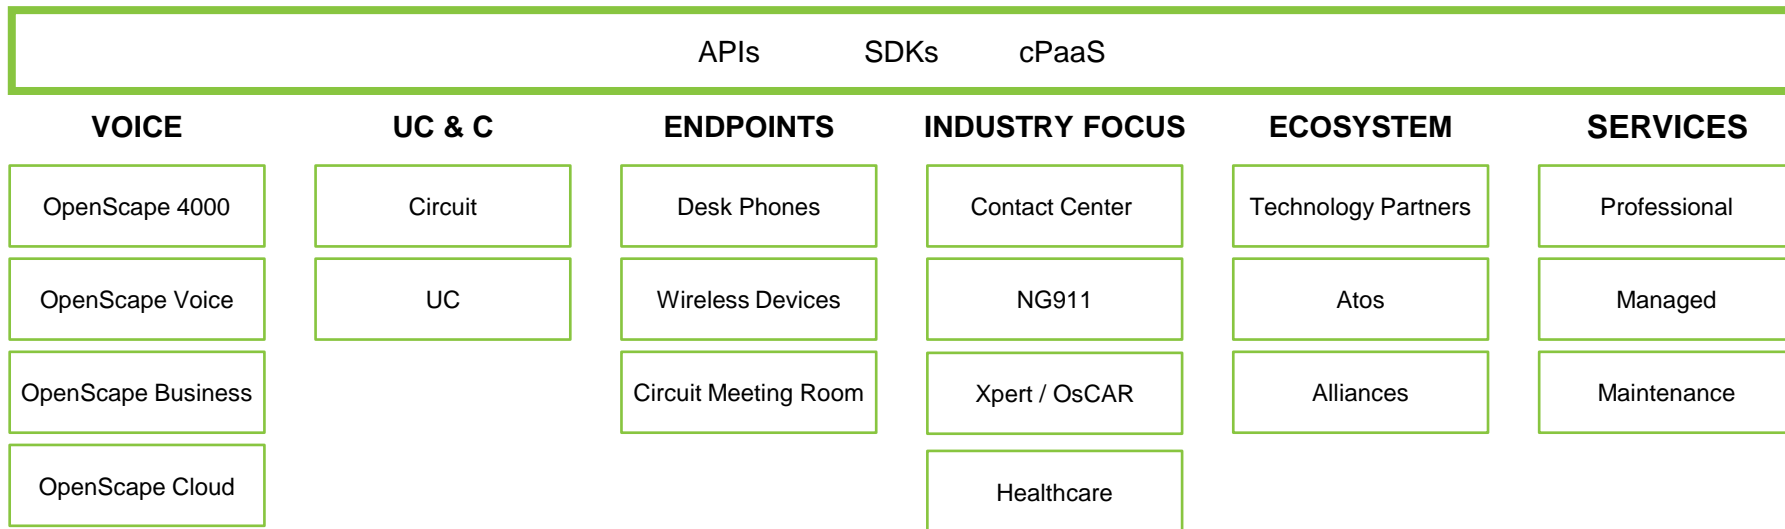 APIs SDKs cPaaS
VOICE UC & C ENDPOINTS INDUSTRY FOCUS ECOSYSTEM SERVICES
OpenScape 4000 Circuit Desk Phones Contact Center Technology Partners Professional
OpenScape Voice UC Wireless Devices NG911 Atos Managed
OpenScape Business Circuit Meeting Room Xpert / OsCAR Alliances Maintenance
OpenScape Cloud Healthcare